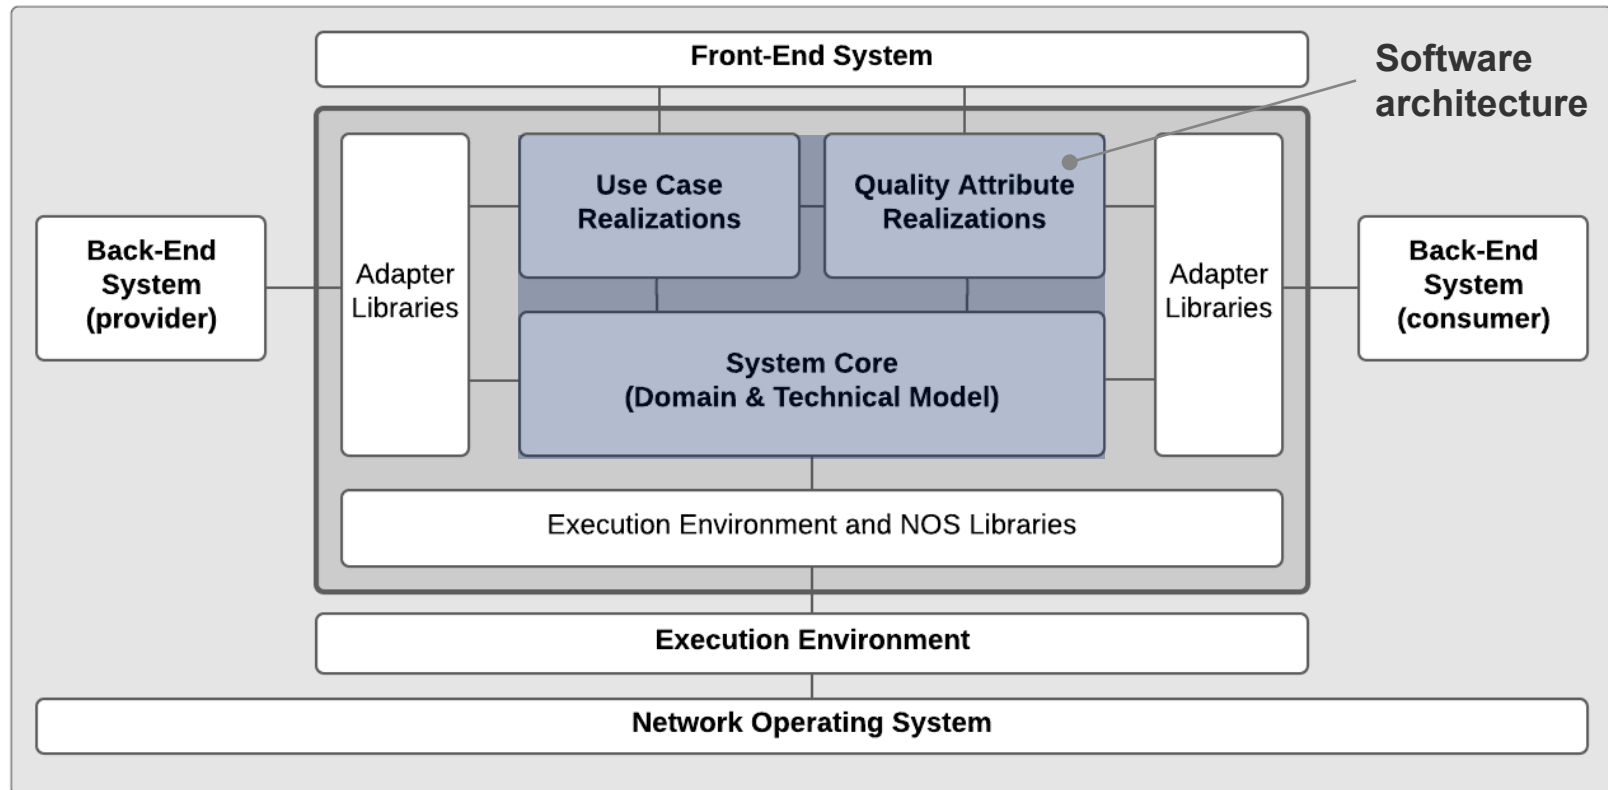 Front-End System
Software
architecture
Use Case
Realizations
Quality Attribute
Realizations
Back-End
System
(provider)
Adapter
Libraries
Adapter
Libraries
Back-End
System
(consumer)
System Core
(Domain & Technical Model)
Execution Environment and NOS Libraries
Execution Environment
Network Operating System